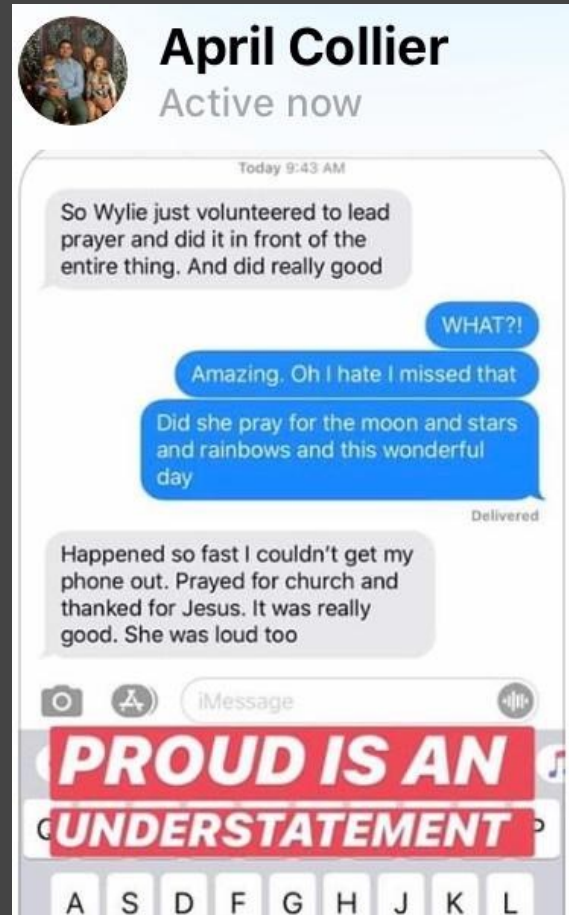 April Collier
Active now
Today 9:43 AM
So Wylie just volunteered to lead
prayer and did it in front of the
entire thing. And did really good
WHAT?!
Amazing. Oh I hate I missed that
Did she pray for the moon and stars
and rainbows and this wonderful
day
Delivered
Happened so fast I couldn't get my
phone out. Prayed for church and
thanked for Jesus. It was really
good. She was loud too
iMessage
PROUD IS AN
UNDERSTATEMENT P
A S D F G H J K L